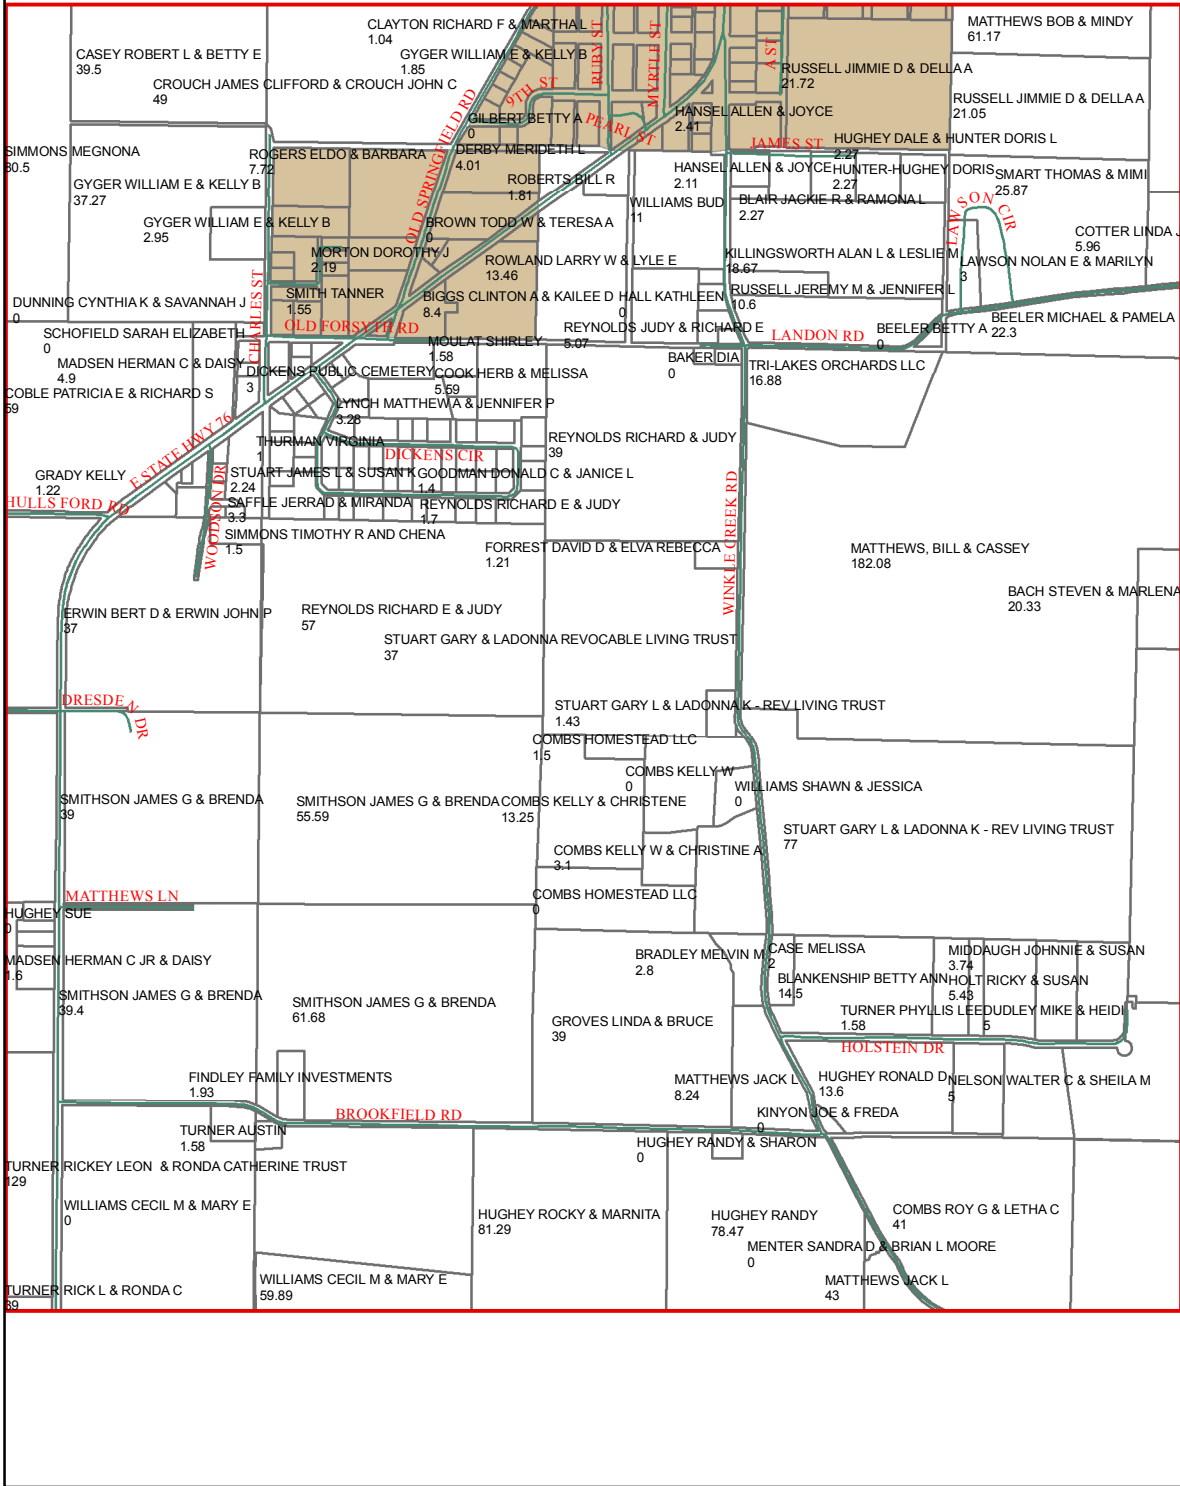 CLAYTON RICHARD F & MARTHA L
1.04
MATTHEWS BOB & MINDY
61.17
CASEY ROBERT L & BETTY E
39.5
GYGER WILLIAM E & KELLY B
1.85
RUBY ST
MYRTLE ST
A ST
RUSSELL JIMMIE D & DELLA A
21.72
CROUCH JAMES CLIFFORD & CROUCH JOHN C
49
9TH ST
RUSSELL JIMMIE D & DELLA A
21.05
OLD SPRINGFIELD RD
GILBERT BETTY A
0
PEARL ST
HANSEL ALLEN & JOYCE
2.41
JAMES ST
HUGHEY DALE & HUNTER DORIS L
2.27
SIMMONS MEGNONA
80.5
ROGERS ELDO & BARBARA
7.72
DERBY MERIDETH L
4.01
HANSEL ALLEN & JOYCE
2.11
HUNTER-HUGHEY DORIS
2.27
SMART THOMAS & MIMI
25.87
GYGER WILLIAM E & KELLY B
37.27
ROBERTS BILL R
1.81
WILLIAMS BUD
11
BLAIR JACKIE R & RAMONA L
2.27
LAWSON CIR
GYGER WILLIAM E & KELLY B
2.95
BROWN TODD W & TERESA A
0
COTTER LINDA J
5.96
MORTON DOROTHY J
2.19
ROWLAND LARRY W & LYLE E
13.46
KILLINGSWORTH ALAN L & LESLIE M
18.67
LAWSON NOLAN E & MARILYN
3
CHARLES ST
SMITH TANNER
1.55
BIGGS CLINTON A & KAILEE D
8.4
HALL KATHLEEN
0
RUSSELL JEREMY M & JENNIFER L
10.6
DUNNING CYNTHIA K & SAVANNAH J
0
OLD FORSYTH RD
REYNOLDS JUDY & RICHARD E
5.07
LANDON RD
BEELER BETTY A
0
BEELER MICHAEL & PAMELA
22.3
SCHOFIELD SARAH ELIZABETH
0
MOULAT SHIRLEY
1.58
BAKER DIA
0
TRI-LAKES ORCHARDS LLC
16.88
MADSEN HERMAN C & DAISY
4.9
DICKENS PUBLIC CEMETERY
3
COOK HERB & MELISSA
5.59
COBLE PATRICIA E & RICHARD S
59
LYNCH MATTHEW A & JENNIFER P
3.28
E STATE HWY 76
THURMAN VIRGINIA
1
DICKENS CIR
REYNOLDS RICHARD & JUDY
39
GRADY KELLY
1.22
STUART JAMES L & SUSAN K
2.24
GOODMAN DONALD C & JANICE L
1.4
HULLS FORD RD
WOODSON DR
SAFFLE JERRAD & MIRANDA
3.3
REYNOLDS RICHARD E & JUDY
1.7
WINKLE CREEK RD
SIMMONS TIMOTHY R AND CHENA
1.5
FORREST DAVID D & ELVA REBECCA
1.21
MATTHEWS, BILL & CASSEY
182.08
BACH STEVEN & MARLENA
20.33
ERWIN BERT D & ERWIN JOHN P
37
REYNOLDS RICHARD E & JUDY
57
STUART GARY & LADONNA REVOCABLE LIVING TRUST
37
DRESDEN DR
STUART GARY L & LADONNA K - REV LIVING TRUST
1.43
COMBS HOMESTEAD LLC
1.5
COMBS KELLY W
0
WILLIAMS SHAWN & JESSICA
0
SMITHSON JAMES G & BRENDA
39
SMITHSON JAMES G & BRENDA
55.59
COMBS KELLY & CHRISTENE
13.25
STUART GARY L & LADONNA K - REV LIVING TRUST
77
COMBS KELLY W & CHRISTINE A
3.1
MATTHEWS LN
COMBS HOMESTEAD LLC
0
HUGHEY SUE
0
BRADLEY MELVIN M
2.8
CASE MELISSA
2
MIDDAUGH JOHNNIE & SUSAN
3.74
MADSEN HERMAN C JR & DAISY
1.6
BLANKENSHIP BETTY ANN
14.5
HOLT RICKY & SUSAN
5.43
SMITHSON JAMES G & BRENDA
39.4
SMITHSON JAMES G & BRENDA
61.68
GROVES LINDA & BRUCE
39
TURNER PHYLLIS LEE
1.58
DUDLEY MIKE & HEIDI
5
HOLSTEIN DR
FINDLEY FAMILY INVESTMENTS
1.93
MATTHEWS JACK L
8.24
HUGHEY RONALD D
13.6
NELSON WALTER C & SHEILA M
5
BROOKFIELD RD
KINYON JOE & FREDA
0
TURNER AUSTIN
1.58
HUGHEY RANDY & SHARON
0
TURNER RICKEY LEON & RONDA CATHERINE TRUST
129
WILLIAMS CECIL M & MARY E
0
HUGHEY ROCKY & MARNITA
81.29
HUGHEY RANDY
78.47
COMBS ROY G & LETHA C
41
MENTER SANDRA D & BRIAN L MOORE
0
WILLIAMS CECIL M & MARY E
59.89
MATTHEWS JACK L
43
TURNER RICK L & RONDA C
39